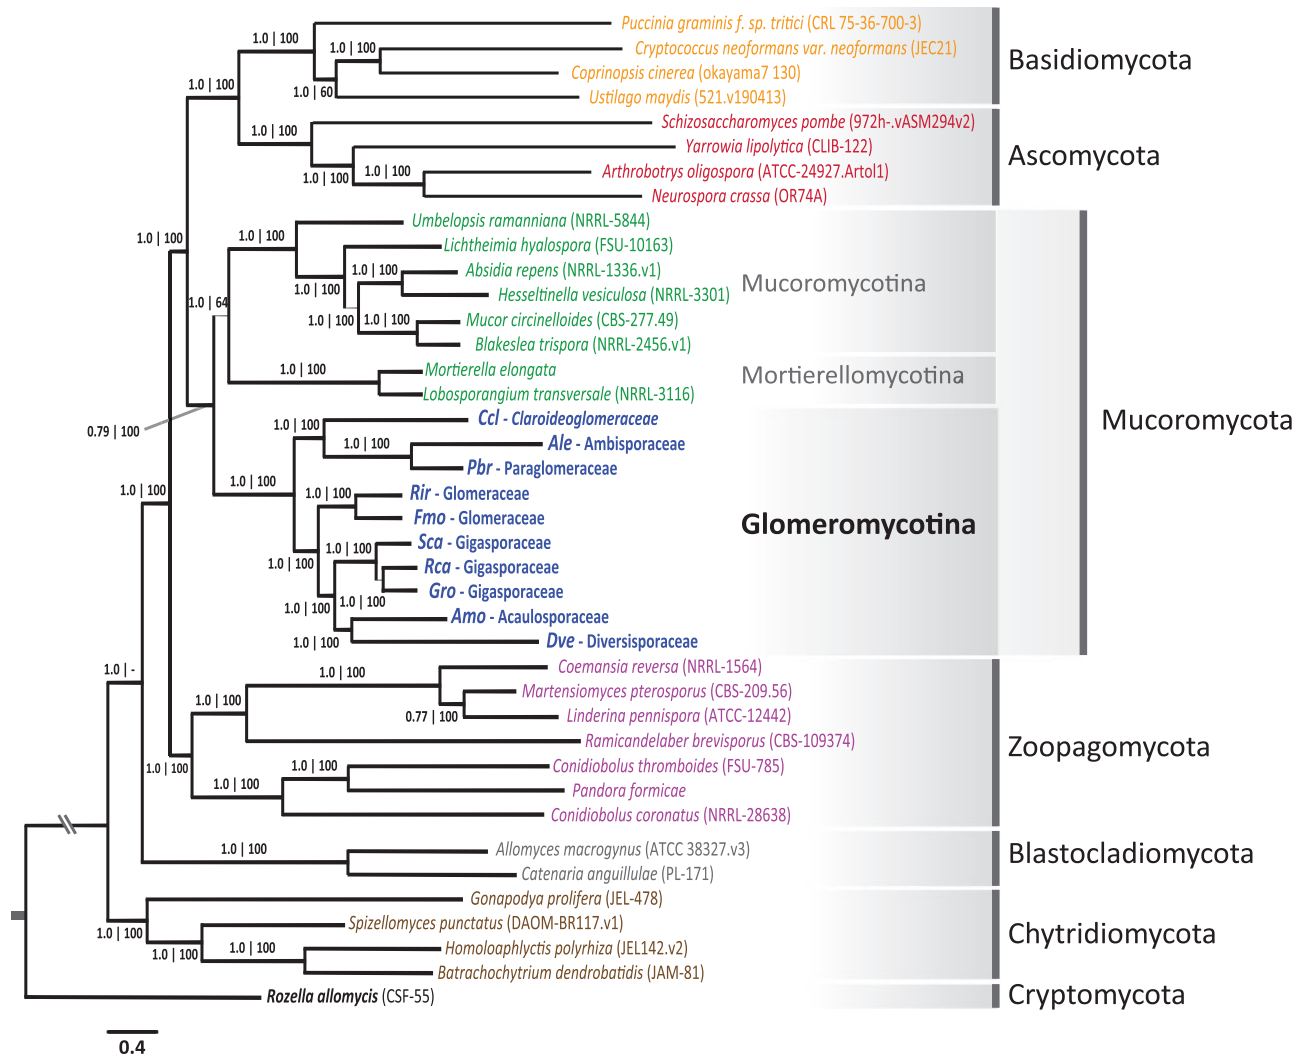 Puccinia graminis f. sp. tritici (CRL 75-36-700-3)
1.0 | 100
Cryptococcus neoformans var. neoformans (JEC21)
1.0 | 100
Basidiomycota
Coprinopsis cinerea (okayama7 130)
1.0 | 100
1.0 | 60
Ustilago maydis (521.v190413)
Schizosaccharomyces pombe (972h-.vASM294v2)
1.0 | 100
Yarrowia lipolytica (CLIB-122)
Ascomycota
Arthrobotrys oligospora (ATCC-24927.Artol1)
1.0 | 100
1.0 | 100
Neurospora crassa (OR74A)
Umbelopsis ramanniana (NRRL-5844)
1.0 | 100
1.0 | 100
Lichtheimia hyalospora (FSU-10163)
Absidia repens (NRRL-1336.v1)
1.0 | 100
Mucoromycotina
1.0 | 100
Hesseltinella vesiculosa (NRRL-3301)
1.0 | 64
Mucor circinelloides (CBS-277.49)
1.0 | 100
1.0 | 100
Blakeslea trispora (NRRL-2456.v1)
Mortierella elongata
Mortierellomycotina
1.0 | 100
Lobosporangium transversale (NRRL-3116)
Ccl - Claroideoglomeraceae
Mucoromycota
1.0 | 100
0.79 | 100
Ale - Ambisporaceae
1.0 | 100
Pbr - Paraglomeraceae
1.0 | 100
Rir - Glomeraceae
1.0 | 100
Fmo - Glomeraceae
Glomeromycotina
Sca - Gigasporaceae
1.0 | 100
1.0 | 100
Rca - Gigasporaceae
Gro - Gigasporaceae
1.0 | 100
1.0 | 100
Amo - Acaulosporaceae
1.0 | 100
Dve - Diversisporaceae
Coemansia reversa (NRRL-1564)
1.0 | -
1.0 | 100
Martensiomyces pterosporus (CBS-209.56)
1.0 | 100
0.77 | 100
Linderina pennispora (ATCC-12442)
Ramicandelaber brevisporus (CBS-109374)
Zoopagomycota
Conidiobolus thromboides (FSU-785)
1.0 | 100
1.0 | 100
1.0 | 100
Pandora formicae
Conidiobolus coronatus (NRRL-28638)
Allomyces macrogynus (ATCC 38327.v3)
1.0 | 100
Blastocladiomycota
Catenaria anguillulae (PL-171)
Gonapodya prolifera (JEL-478)
Spizellomyces punctatus (DAOM-BR117.v1)
1.0 | 100
Chytridiomycota
1.0 | 100
1.0 | 100
Homoloaphlyctis polyrhiza (JEL142.v2)
Batrachochytrium dendrobatidis (JAM-81)
Rozella allomycis (CSF-55)
Cryptomycota
0.4